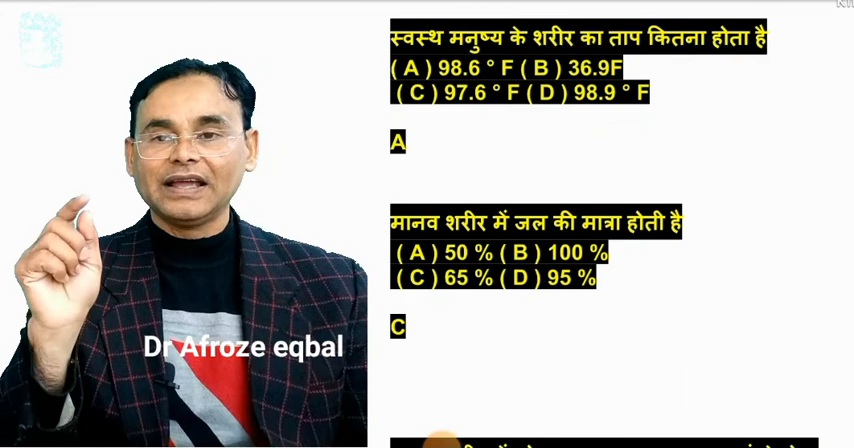 स्वस्थ मनुष्य के शरीर का ताप कितना होता है
( A ) 98.6 ° F ( B ) 36.9F
( C ) 97.6 ° F ( D ) 98.9 ° F
A
मानव शरीर में जल की मात्रा होती है
( A ) 50 % ( B ) 100 %
( C ) 65 % ( D ) 95 %
Dr Afroze eqbal
C